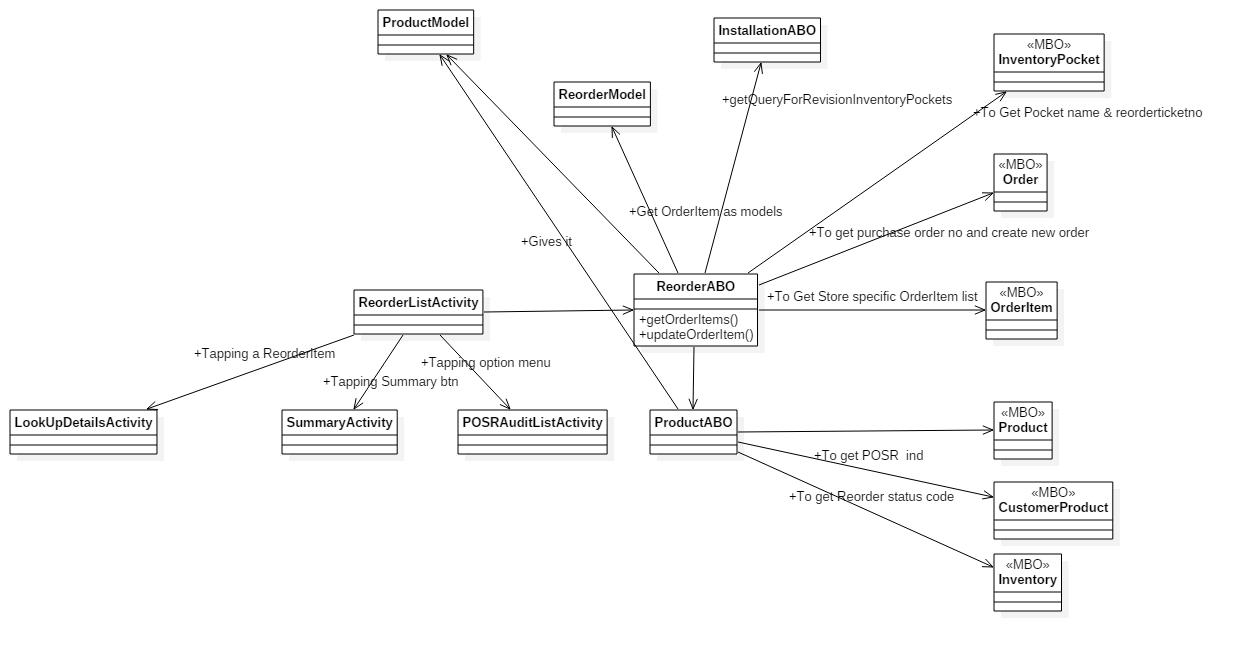 ProductModel
InstallationABO
«MBO»
InventoryPocket
ReorderModel
+getQueryForRevisionInventoryPockets
+To Get Pocket name & reorderticketno
«MBO»
Order
+Get OrderItem as models
+To get purchase order no and create new order
+Gives it
ReorderABO
+getOrderItems()
+updateOrderItem()
+To Get Store specific OrderItem list
«MBO»
OrderItem
ReorderListActivity
+Tapping a ReorderItem
+Tapping Summary btn
+Tapping option menu
LookUpDetailsActivity
SummaryActivity
POSRAuditListActivity
ProductABO
«MBO»
Product
+To get POSR  ind
+To get Reorder status code
«MBO»
CustomerProduct
«MBO»
Inventory